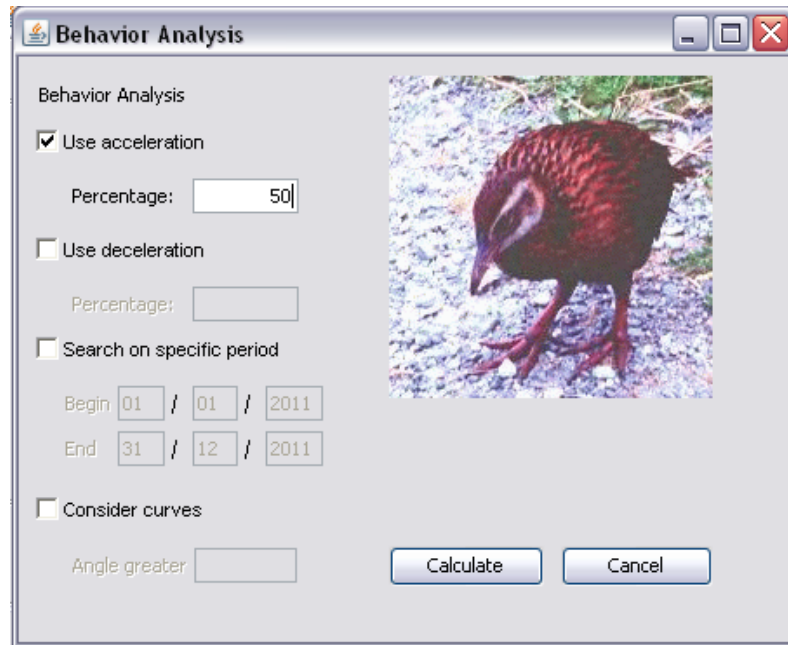 Behavior Analysis
Behavior Analysis
Use acceleration
Percentage: 50
Use deceleration
Percentage:
Search on specific period
Begin 01 / 01 / 2011
End 31 / 12 / 2011
Consider curves
Angle greater
Calculate Cancel